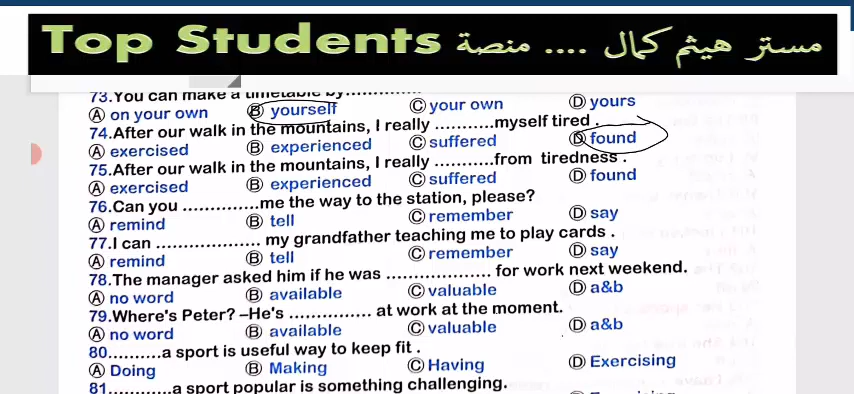 Top Students مستر هيثم كمال .... منصة
73.You can make a timetable by..............
Ⓐ on your own Ⓑ yourself Ⓒ your own Ⓓ yours
74.After our walk in the mountains, I really ...........myself tired .
Ⓐ exercised Ⓑ experienced Ⓒ suffered Ⓓ found
75.After our walk in the mountains, I really ...........from tiredness .
Ⓐ exercised Ⓑ experienced Ⓒ suffered Ⓓ found
76.Can you ..............me the way to the station, please?
Ⓐ remind Ⓑ tell Ⓒ remember Ⓓ say
77.I can ................... my grandfather teaching me to play cards .
Ⓐ remind Ⓑ tell Ⓒ remember Ⓓ say
78.The manager asked him if he was ................... for work next weekend.
Ⓐ no word Ⓑ available Ⓒ valuable Ⓓ a&b
79.Where's Peter? –He's ............... at work at the moment.
Ⓐ no word Ⓑ available Ⓒ valuable Ⓓ a&b
80..........a sport is useful way to keep fit .
Ⓐ Doing Ⓑ Making Ⓒ Having Ⓓ Exercising
81............a sport popular is something challenging.